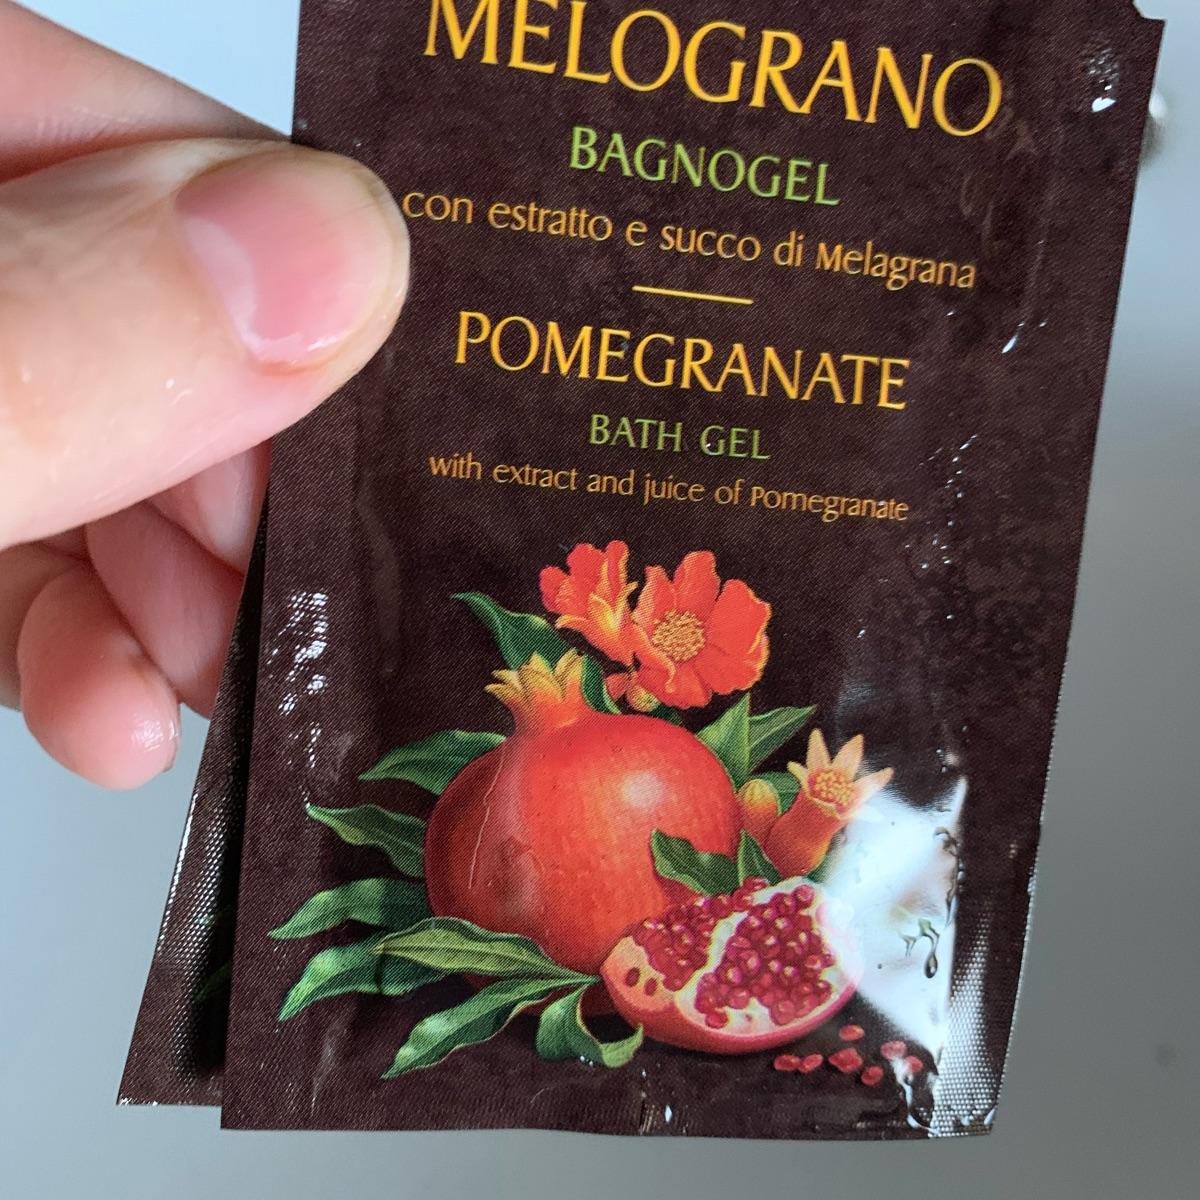 MELOGRANO
BAGNOGEL
con estratto e succo di Melagrana
POMEGRANATE
BATH GEL
with extract and juice of Pomegranate